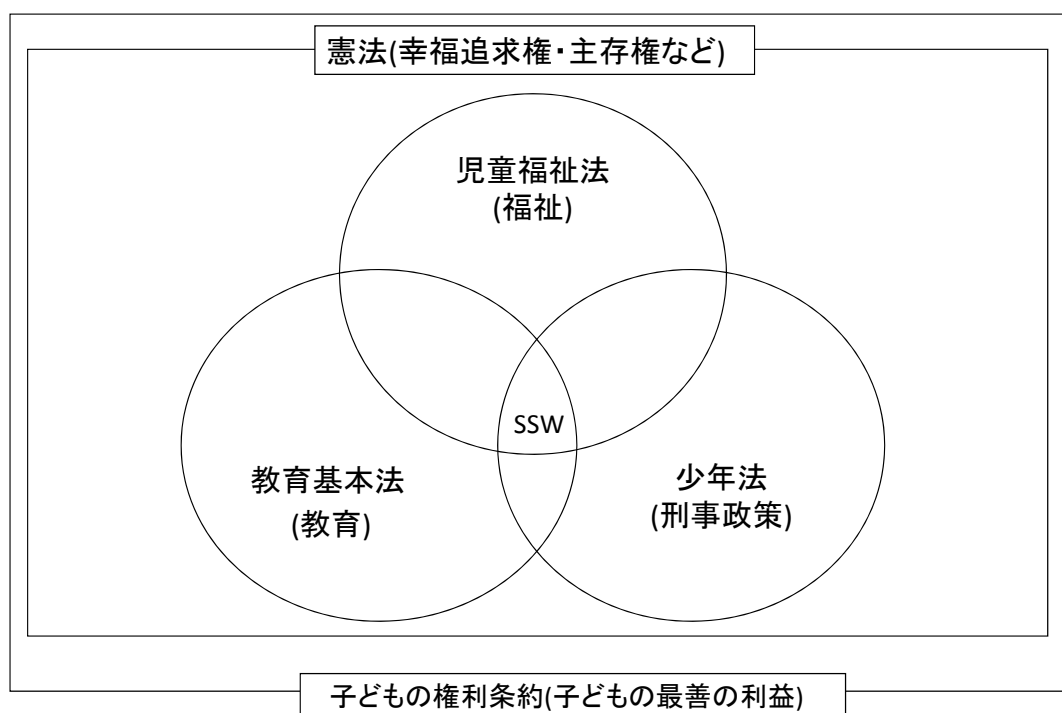 憲法(幸福追求権・主存権など)
児童福祉法
(福祉)
SSW
教育基本法
(教育)
少年法
(刑事政策)
子どもの権利条約(子どもの最善の利益)